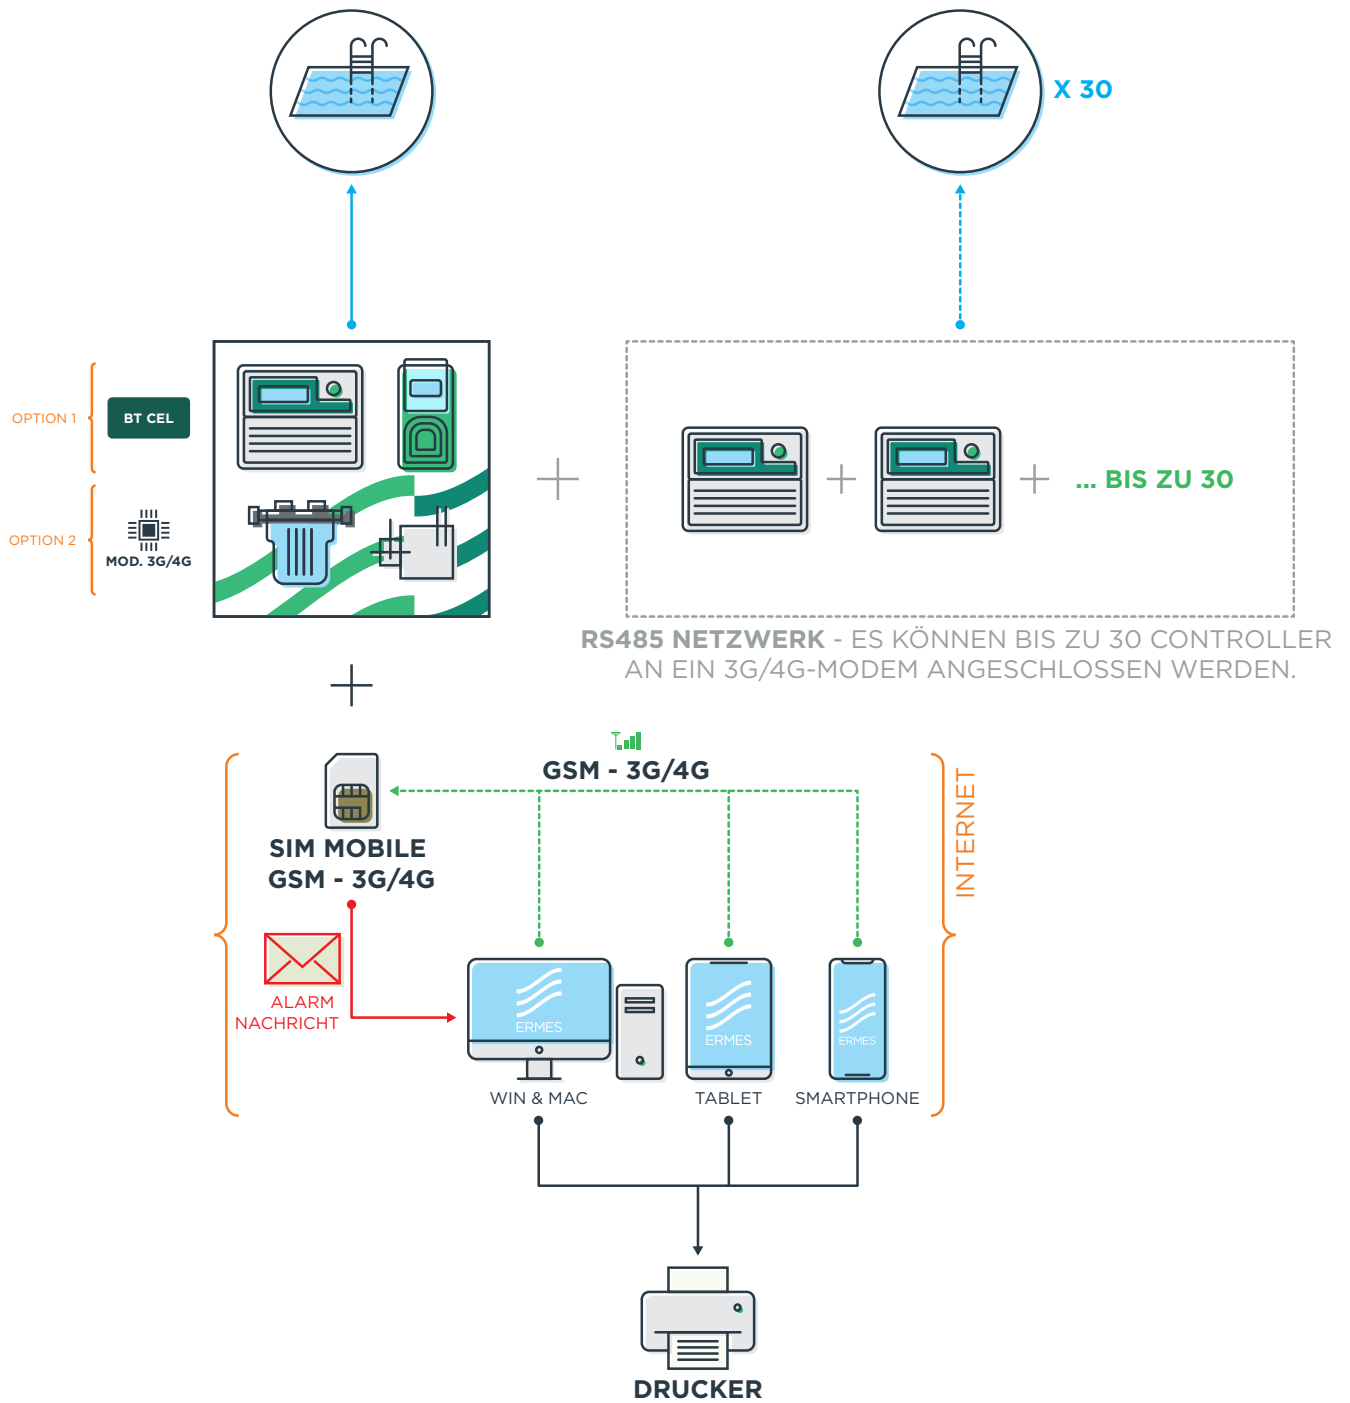 X 30
OPTION 1
BT CEL
OPTION 2
MOD. 3G/4G
... BIS ZU 30
RS485 NETZWERK - ES KÖNNEN BIS ZU 30 CONTROLLER
AN EIN 3G/4G-MODEM ANGESCHLOSSEN WERDEN.
GSM - 3G/4G
SIM MOBILE
GSM - 3G/4G
INTERNET
ALARM
NACHRICHT
ERMES
ERMES
ERMES
WIN & MAC
TABLET
SMARTPHONE
DRUCKER